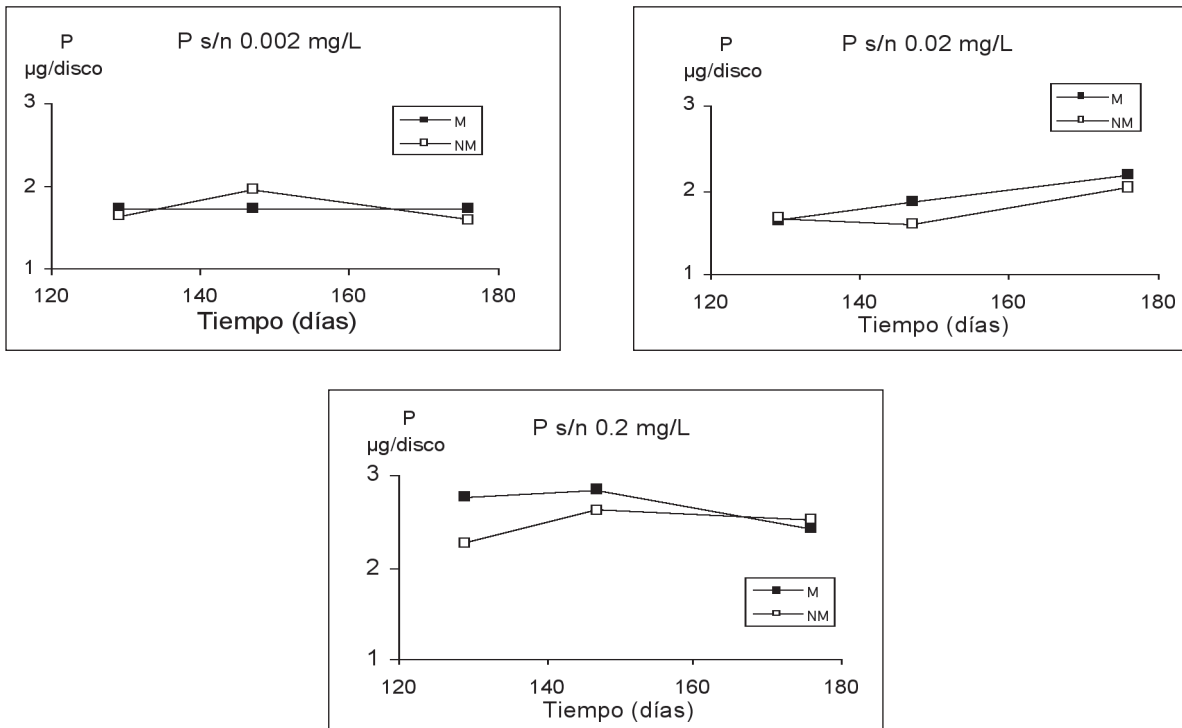 P
µg/disco
P s/n 0.002 mg/L
3
2
1
M
NM
120 140 160 180
Tiempo (días)
P
µg/disco
P s/n 0.02 mg/L
3
2
1
M
NM
120 140 160 180
Tiempo (días)
P
µg/disco
P s/n 0.2 mg/L
3
2
1
M
NM
120 140 160 180
Tiempo (días)